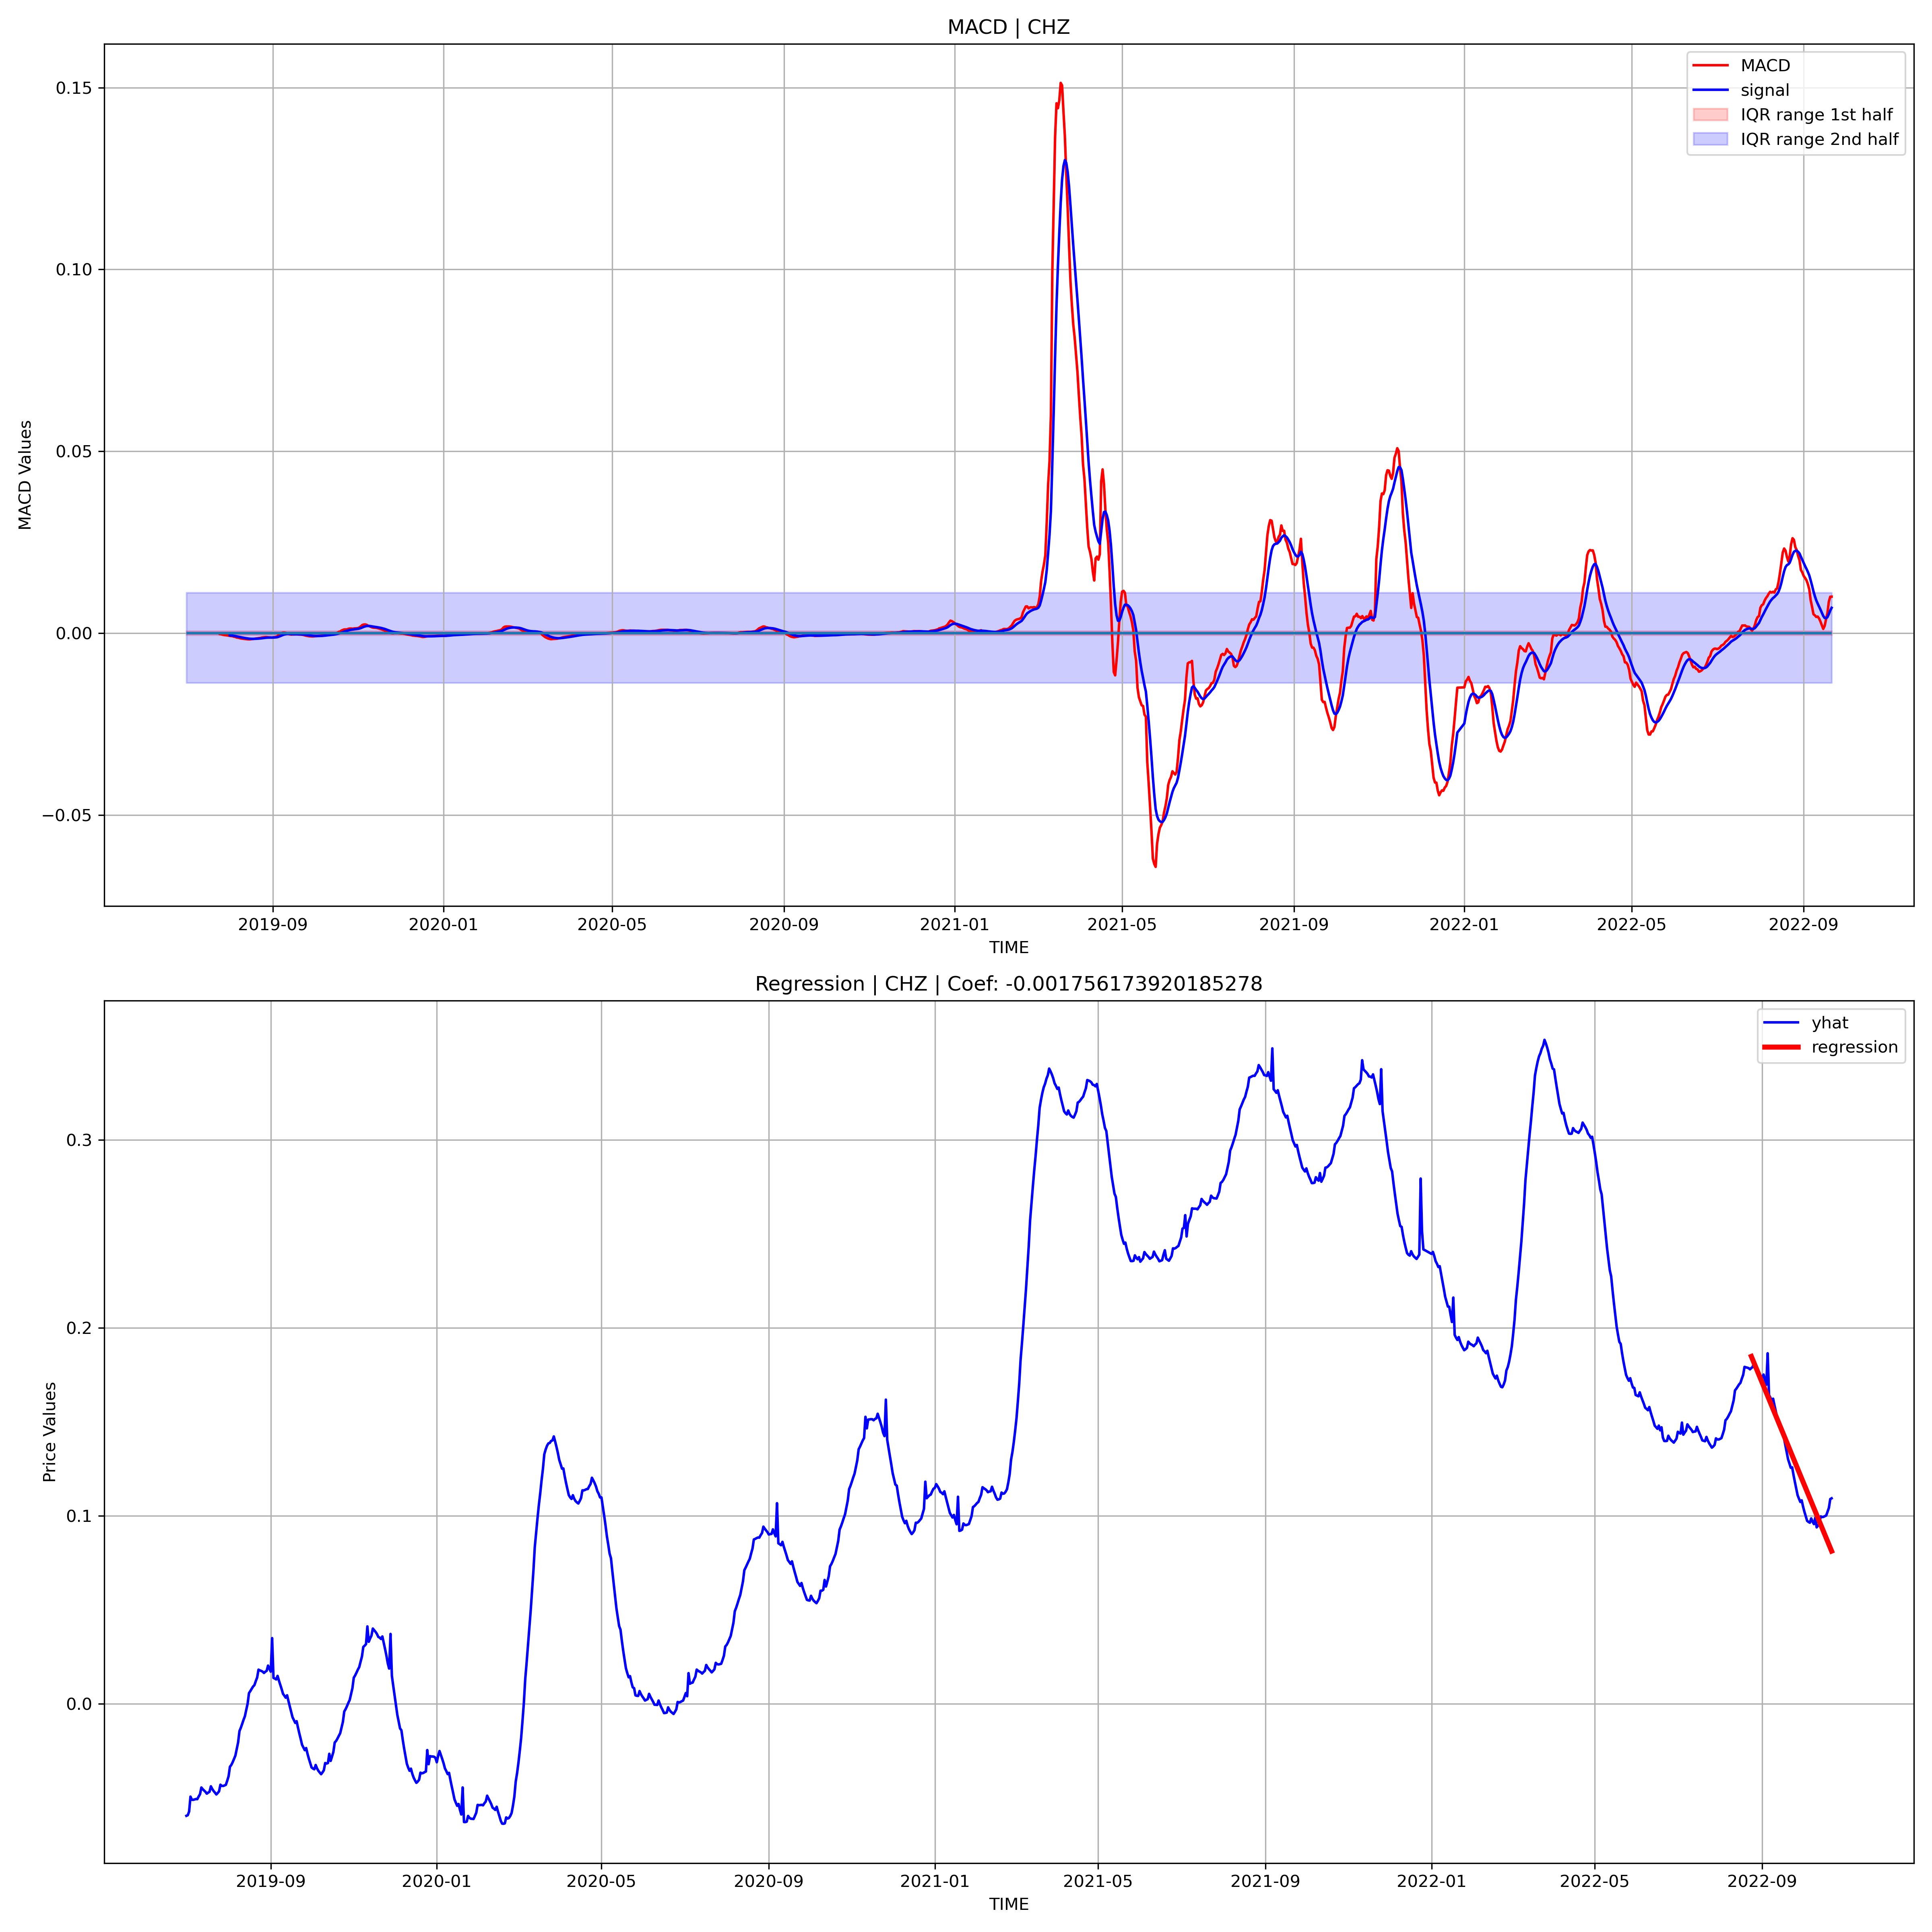 MACD | CHZ
MACD
signal
IQR range 1st half
IQR range 2nd half
MACD Values
0.15
0.10
0.05
0.00
−0.05
2019-09 2020-01 2020-05 2020-09 2021-01 2021-05 2021-09 2022-01 2022-05 2022-09
TIME
Regression | CHZ | Coef: -0.001756173920185278
yhat
regression
Price Values
0.3
0.2
0.1
0.0
2019-09 2020-01 2020-05 2020-09 2021-01 2021-05 2021-09 2022-01 2022-05 2022-09
TIME